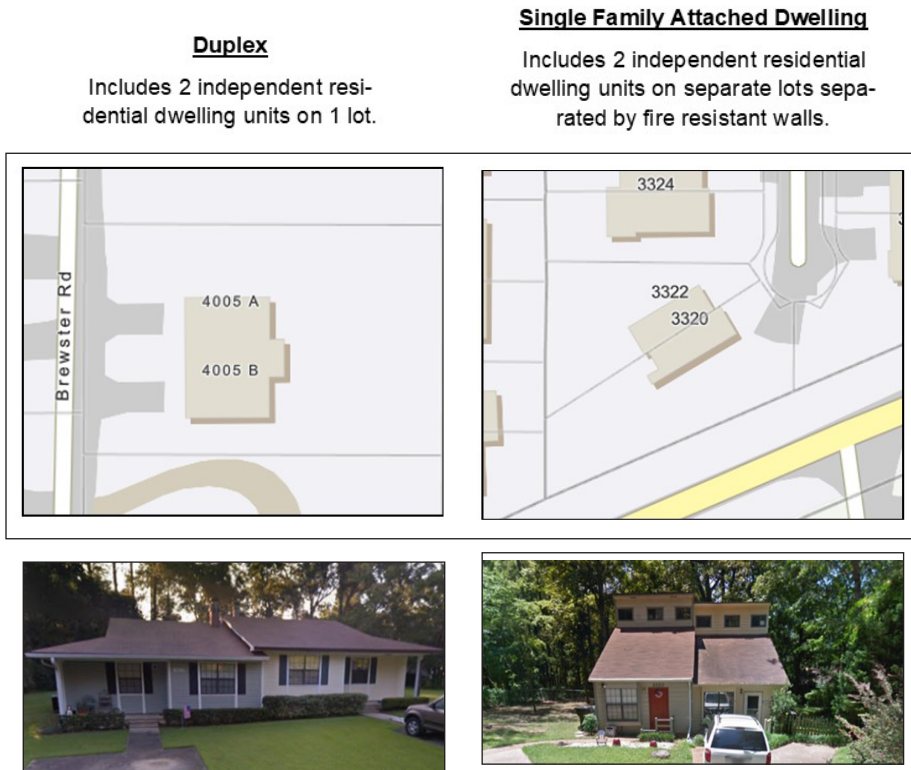 Duplex
Includes 2 independent resi-
dential dwelling units on 1 lot.
Single Family Attached Dwelling
Includes 2 independent residential
dwelling units on separate lots sepa-
rated by fire resistant walls.
Brewster Rd
4005 A
4005 B
3324
3322
3320